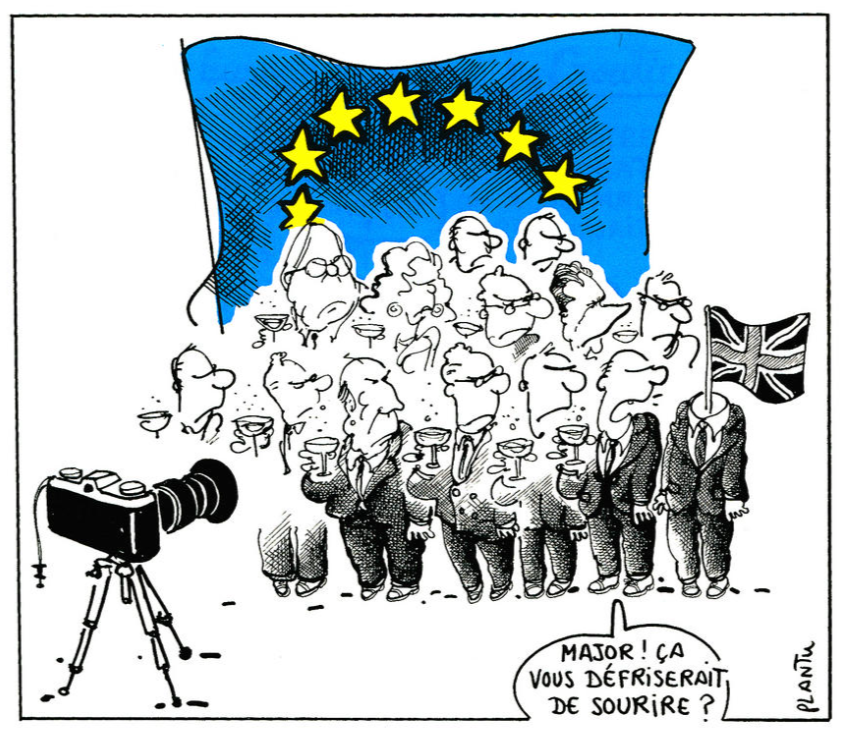 MAJOR! ÇA
VOUS DÉFRISERAIT
DE SOURIRE ?
PLANTU